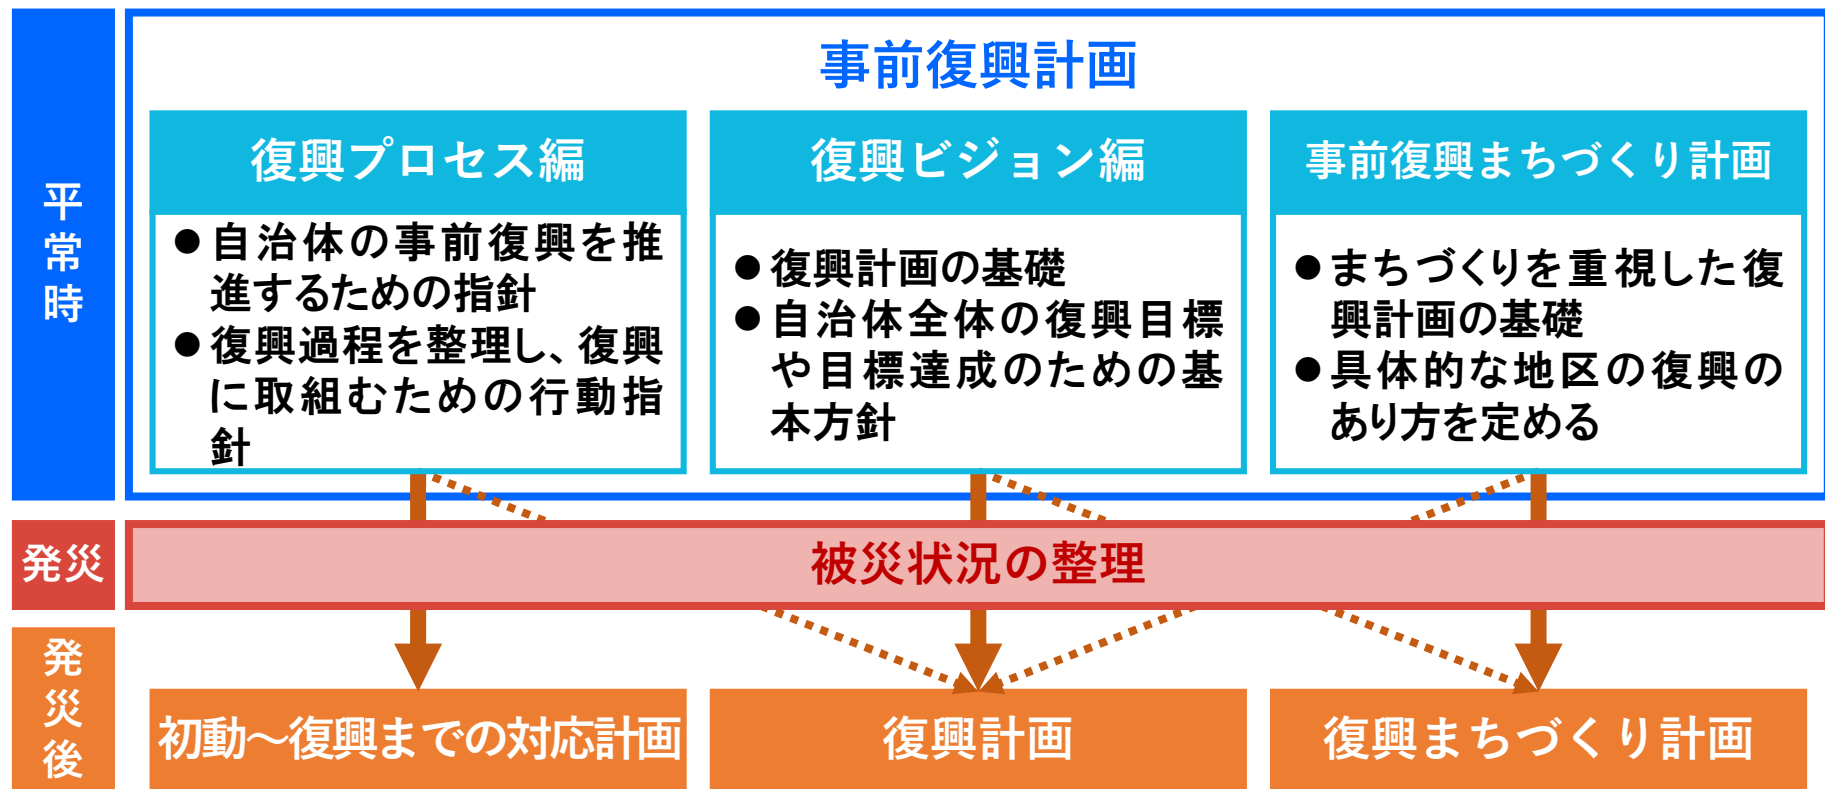 平常時
事前復興計画
復興プロセス編
●自治体の事前復興を推
進するための指針
●復興過程を整理し、復興
に取組むための行動指
針
復興ビジョン編
●復興計画の基礎
●自治体全体の復興目標
や目標達成のための基
本方針
事前復興まちづくり計画
●まちづくりを重視した復
興計画の基礎
●具体的な地区の復興の
あり方を定める
発災
被災状況の整理
発災後
初動～復興までの対応計画
復興計画
復興まちづくり計画